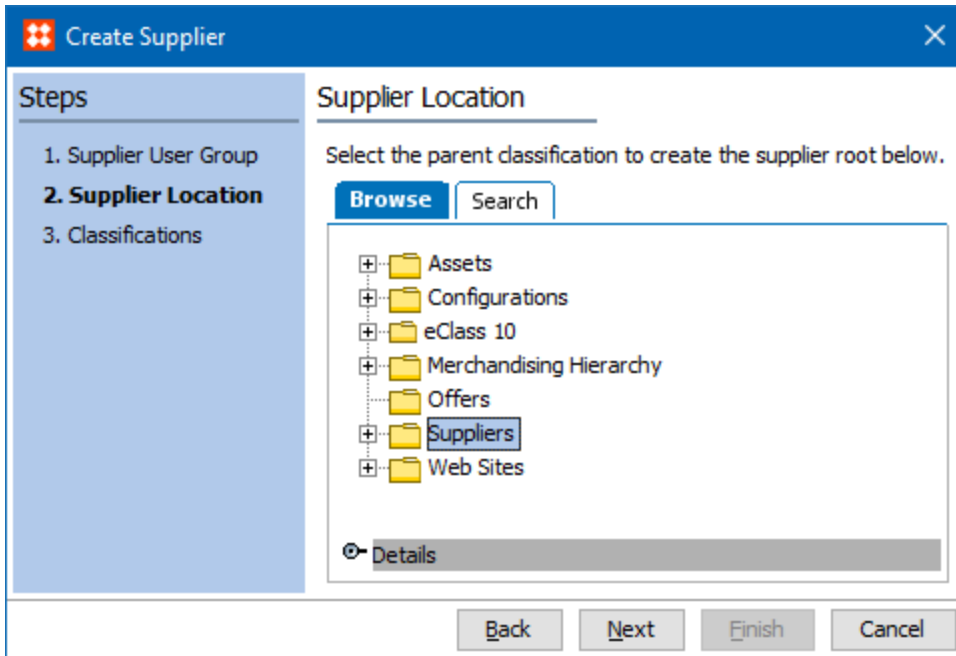 Create Supplier
Steps
1. Supplier User Group
2. Supplier Location
3. Classifications
Supplier Location
Select the parent classification to create the supplier root below.
Browse
Search
Assets
Configurations
eClass 10
Merchandising Hierarchy
Offers
Suppliers
Web Sites
Details
Back
Next
Finish
Cancel